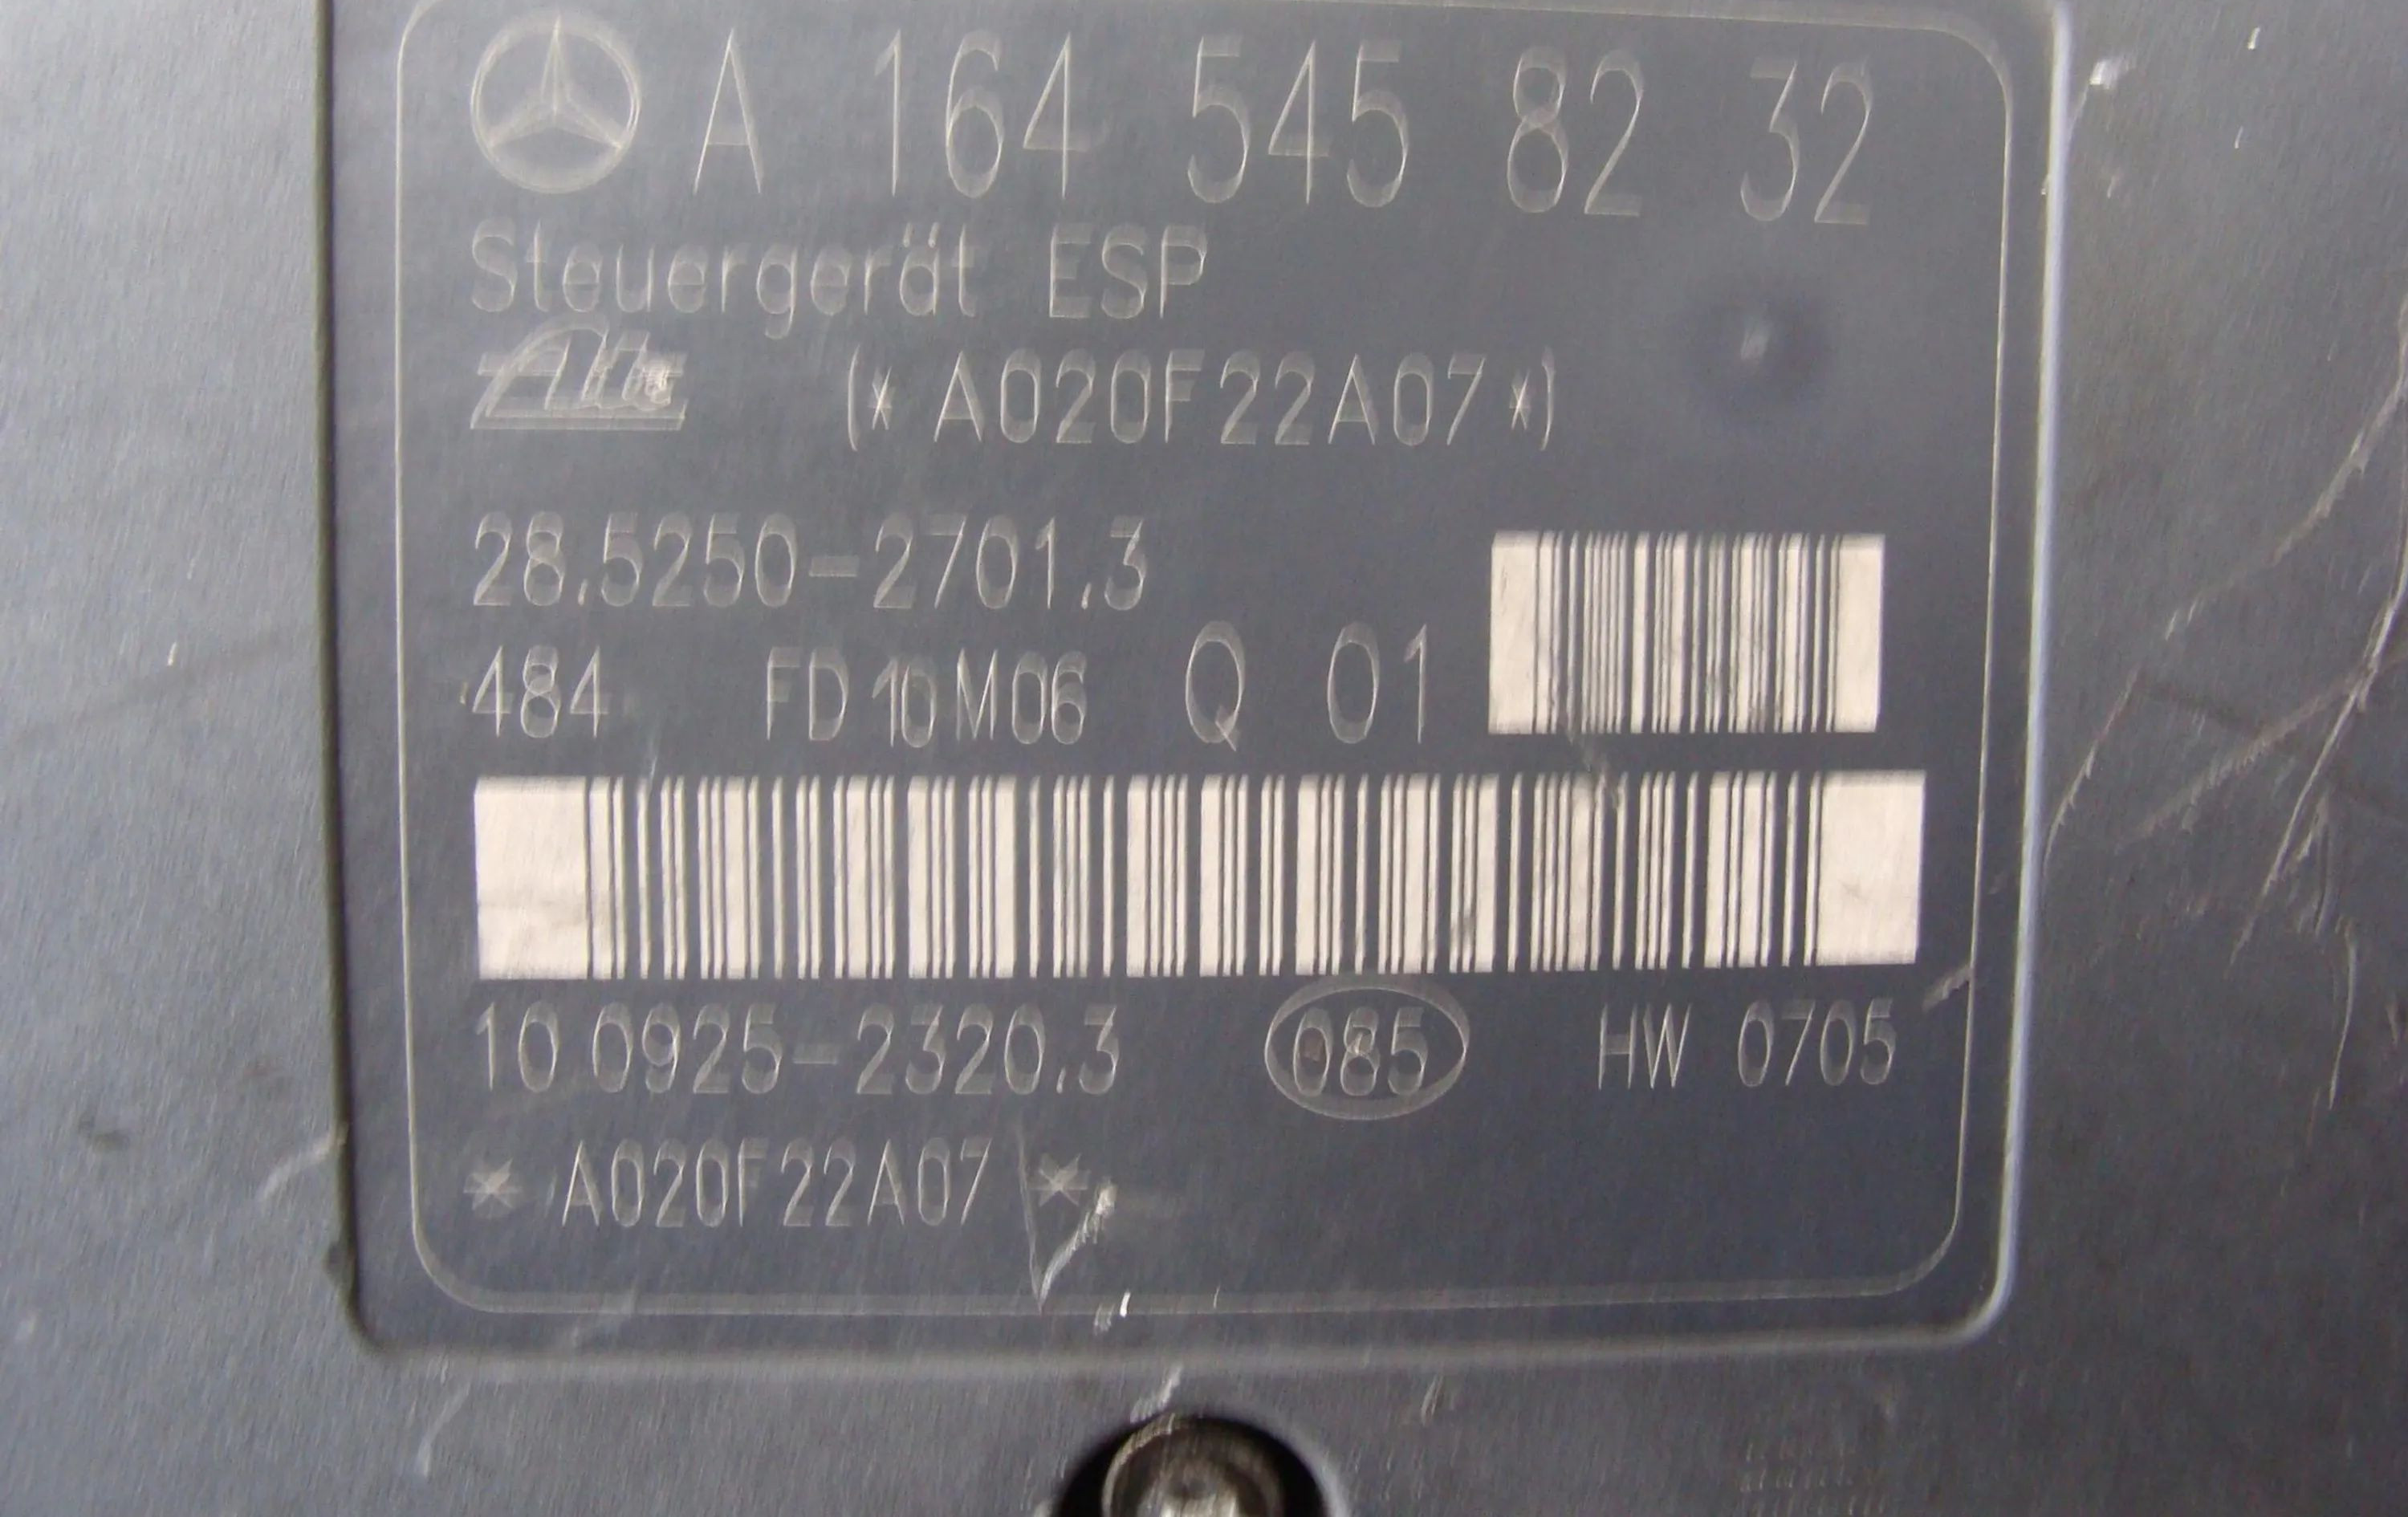 A 164 545 82 32
Steuergerät ESP
Ate (*A020F22A07*)
28.5250-2701.3
484 FD 10 M06 Q 01
10.0925-2320.3 085 HW 0705
* A020F22A07 *